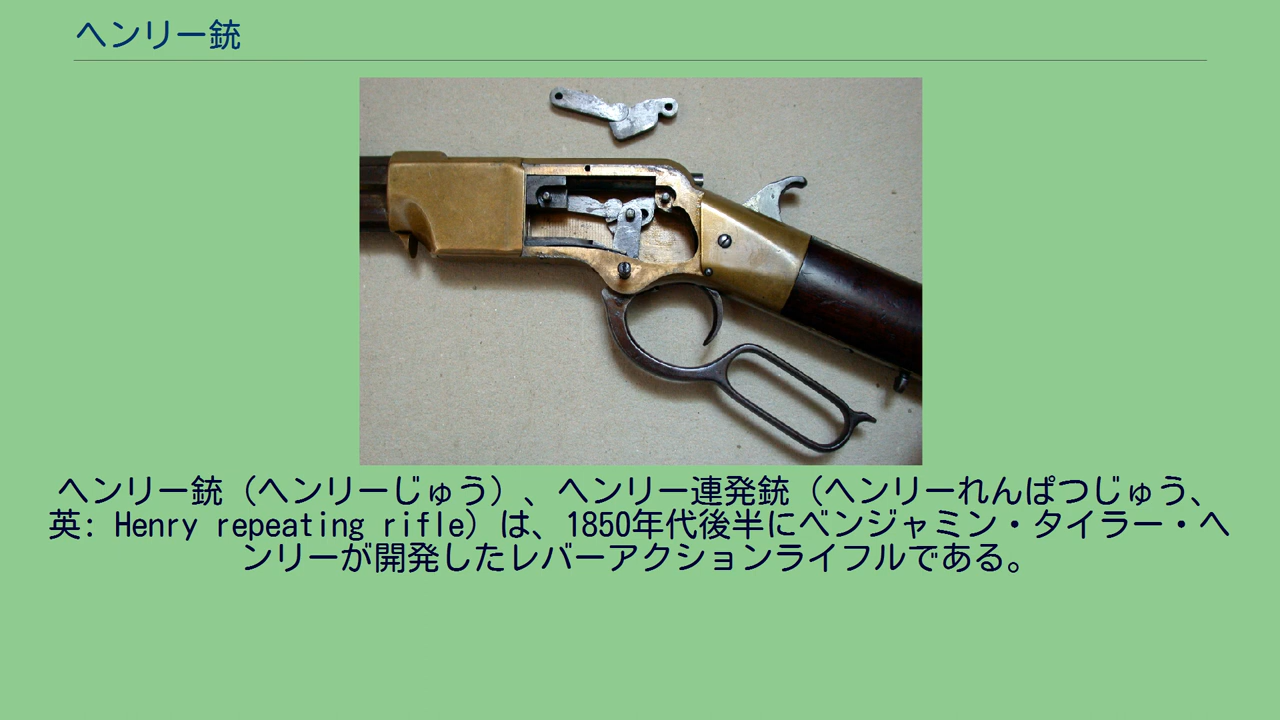 ヘンリー銃
ヘンリー銃（ヘンリーじゅう）、ヘンリー連発銃（ヘンリーれんぱつじゅう、
英: Henry repeating rifle）は、1850年代後半にベンジャミン・タイラー・ヘ
ンリーが開発したレバーアクションライフルである。